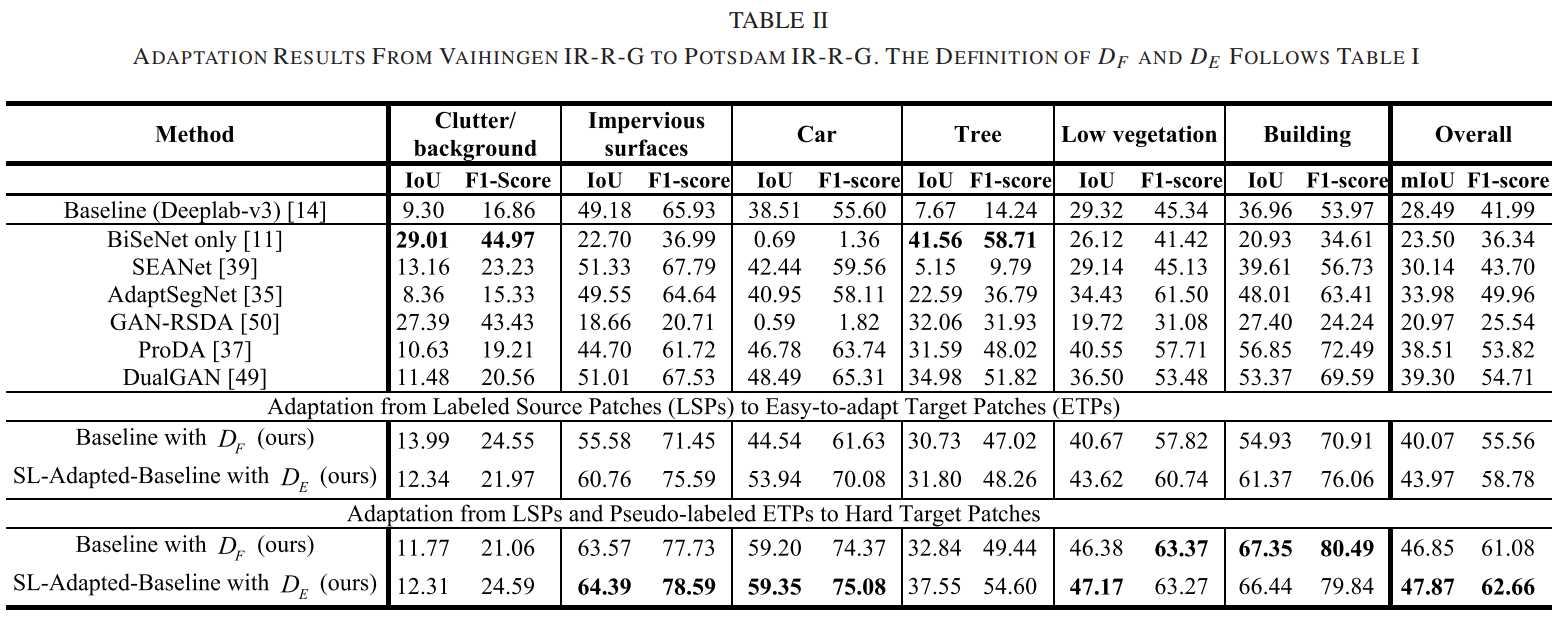 TABLE II
ADAPTATION RESULTS FROM VAIHINGEN IR-R-G TO POTSDAM IR-R-G. THE DEFINITION OF D_F AND D_E FOLLOWS TABLE I
Method Clutter/ background Impervious surfaces Car Tree Low vegetation Building Overall
IoU F1-Score IoU F1-score IoU F1-score IoU F1-score IoU F1-score IoU F1-score mIoU F1-score
Baseline (Deeplab-v3) [14] 9.30 16.86 49.18 65.93 38.51 55.60 7.67 14.24 29.32 45.34 36.96 53.97 28.49 41.99
BiSeNet only [11] 29.01 44.97 22.70 36.99 0.69 1.36 41.56 58.71 26.12 41.42 20.93 34.61 23.50 36.34
SEANet [39] 13.16 23.23 51.33 67.79 42.44 59.56 5.15 9.79 29.14 45.13 39.61 56.73 30.14 43.70
AdaptSegNet [35] 8.36 15.33 49.55 64.64 40.95 58.11 22.59 36.79 34.43 61.50 48.01 63.41 33.98 49.96
GAN-RSDA [50] 27.39 43.43 18.66 20.71 0.59 1.82 32.06 31.93 19.72 31.08 27.40 24.24 20.97 25.54
ProDA [37] 10.63 19.21 44.70 61.72 46.78 63.74 31.59 48.02 40.55 57.71 56.85 72.49 38.51 53.82
DualGAN [49] 11.48 20.56 51.01 67.53 48.49 65.31 34.98 51.82 36.50 53.48 53.37 69.59 39.30 54.71
Adaptation from Labeled Source Patches (LSPs) to Easy-to-adapt Target Patches (ETPs)
Baseline with D_F (ours) 13.99 24.55 55.58 71.45 44.54 61.63 30.73 47.02 40.67 57.82 54.93 70.91 40.07 55.56
SL-Adapted-Baseline with D_E (ours) 12.34 21.97 60.76 75.59 53.94 70.08 31.80 48.26 43.62 60.74 61.37 76.06 43.97 58.78
Adaptation from LSPs and Pseudo-labeled ETPs to Hard Target Patches
Baseline with D_F (ours) 11.77 21.06 63.57 77.73 59.20 74.37 32.84 49.44 46.38 63.37 67.35 80.49 46.85 61.08
SL-Adapted-Baseline with D_E (ours) 12.31 24.59 64.39 78.59 59.35 75.08 37.55 54.60 47.17 63.27 66.44 79.84 47.87 62.66